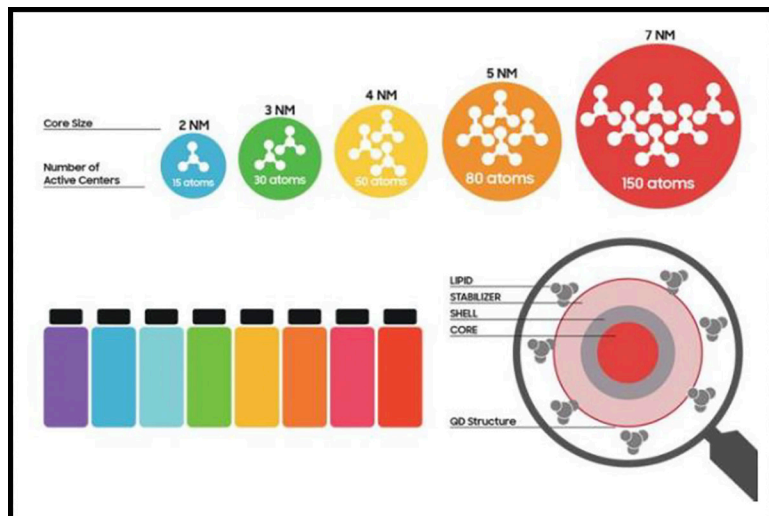 7 NM
5 NM
4 NM
3 NM
2 NM
Core Size
Number of
Active Centers
15 atoms
30 atoms
50 atoms
80 atoms
150 atoms
LIPID
STABILIZER
SHELL
CORE
QD Structure